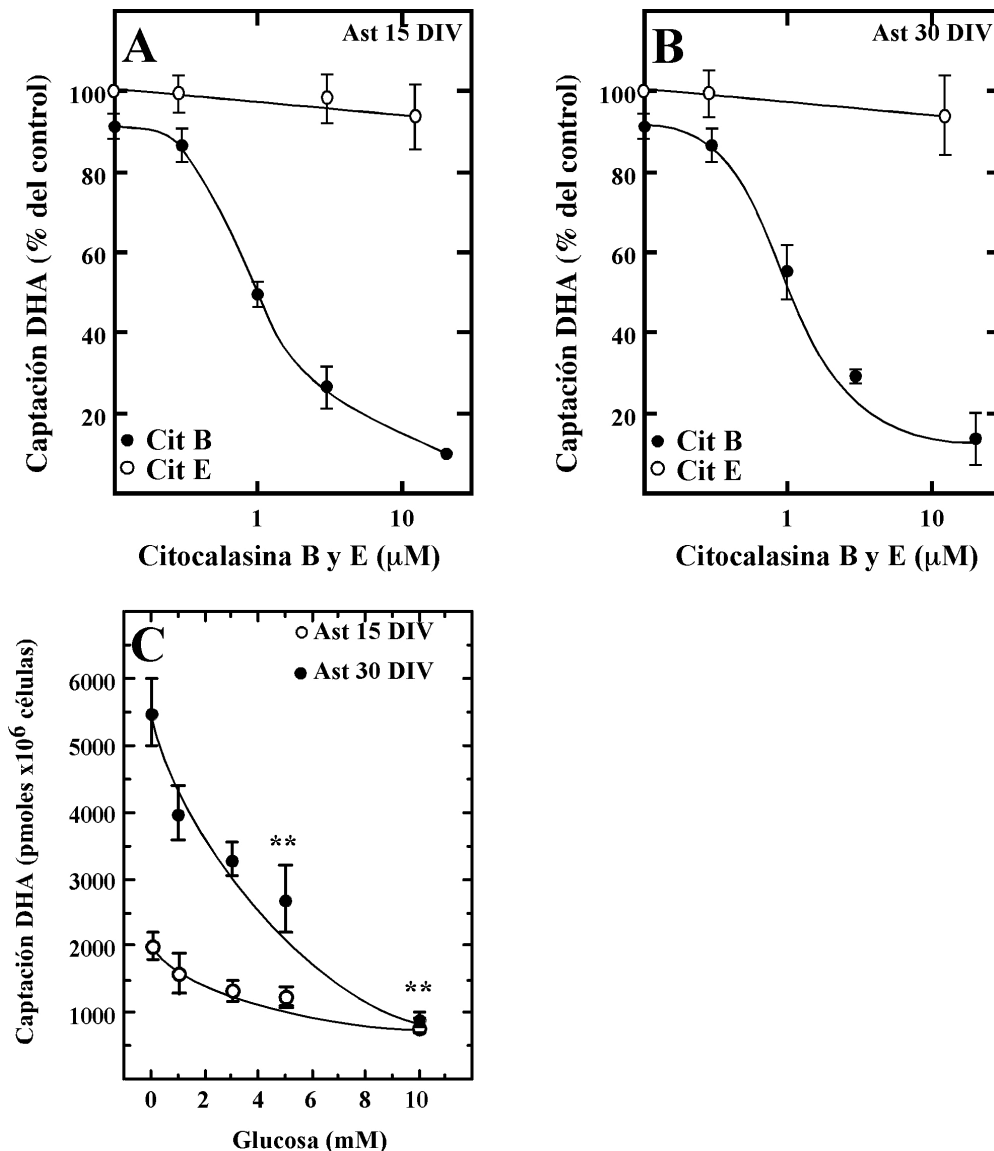 A
Ast 15 DIV
Captación DHA (% del control)
100
80
60
40
20
Cit B
Cit E
1
10
Citocalasina B y E (μM)
B
Ast 30 DIV
Captación DHA (% del control)
100
80
60
40
20
Cit B
Cit E
1
10
Citocalasina B y E (μM)
C
Ast 15 DIV
Ast 30 DIV
Captación DHA (pmoles x10⁶ células)
6000
5000
4000
3000
2000
1000
**
**
0 2 4 6 8 10
Glucosa (mM)